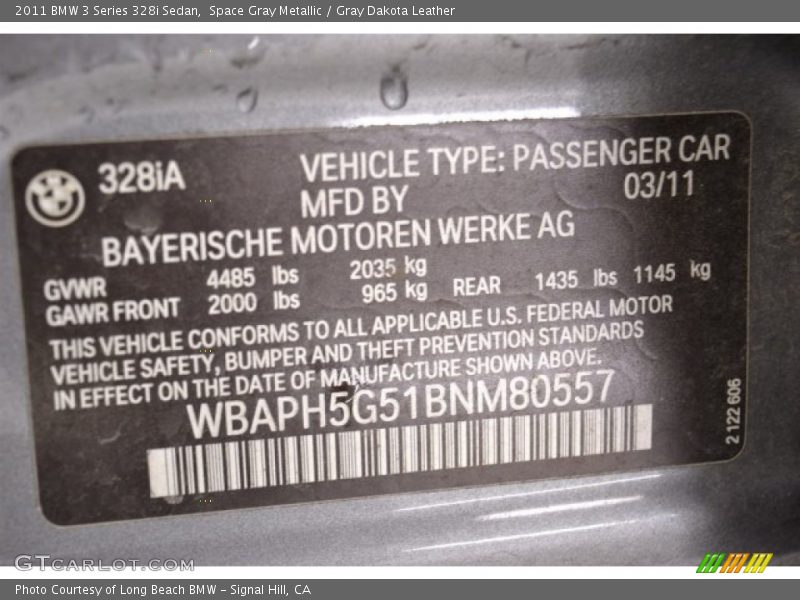 2011 BMW 3 Series 328i Sedan,  Space Gray Metallic / Gray Dakota Leather
328iA VEHICLE TYPE: PASSENGER CAR
MFD BY 03/11
BAYERISCHE MOTOREN WERKE AG
GVWR 4485 lbs 2035 kg
GAWR FRONT 2000 lbs 965 kg REAR 1435 lbs 1145 kg
THIS VEHICLE CONFORMS TO ALL APPLICABLE U.S. FEDERAL MOTOR
VEHICLE SAFETY, BUMPER AND THEFT PREVENTION STANDARDS
IN EFFECT ON THE DATE OF MANUFACTURE SHOWN ABOVE.
WBAPH5G51BNM80557
2 122 606
GTCARLOT.COM
Photo Courtesy of Long Beach BMW - Signal Hill, CA